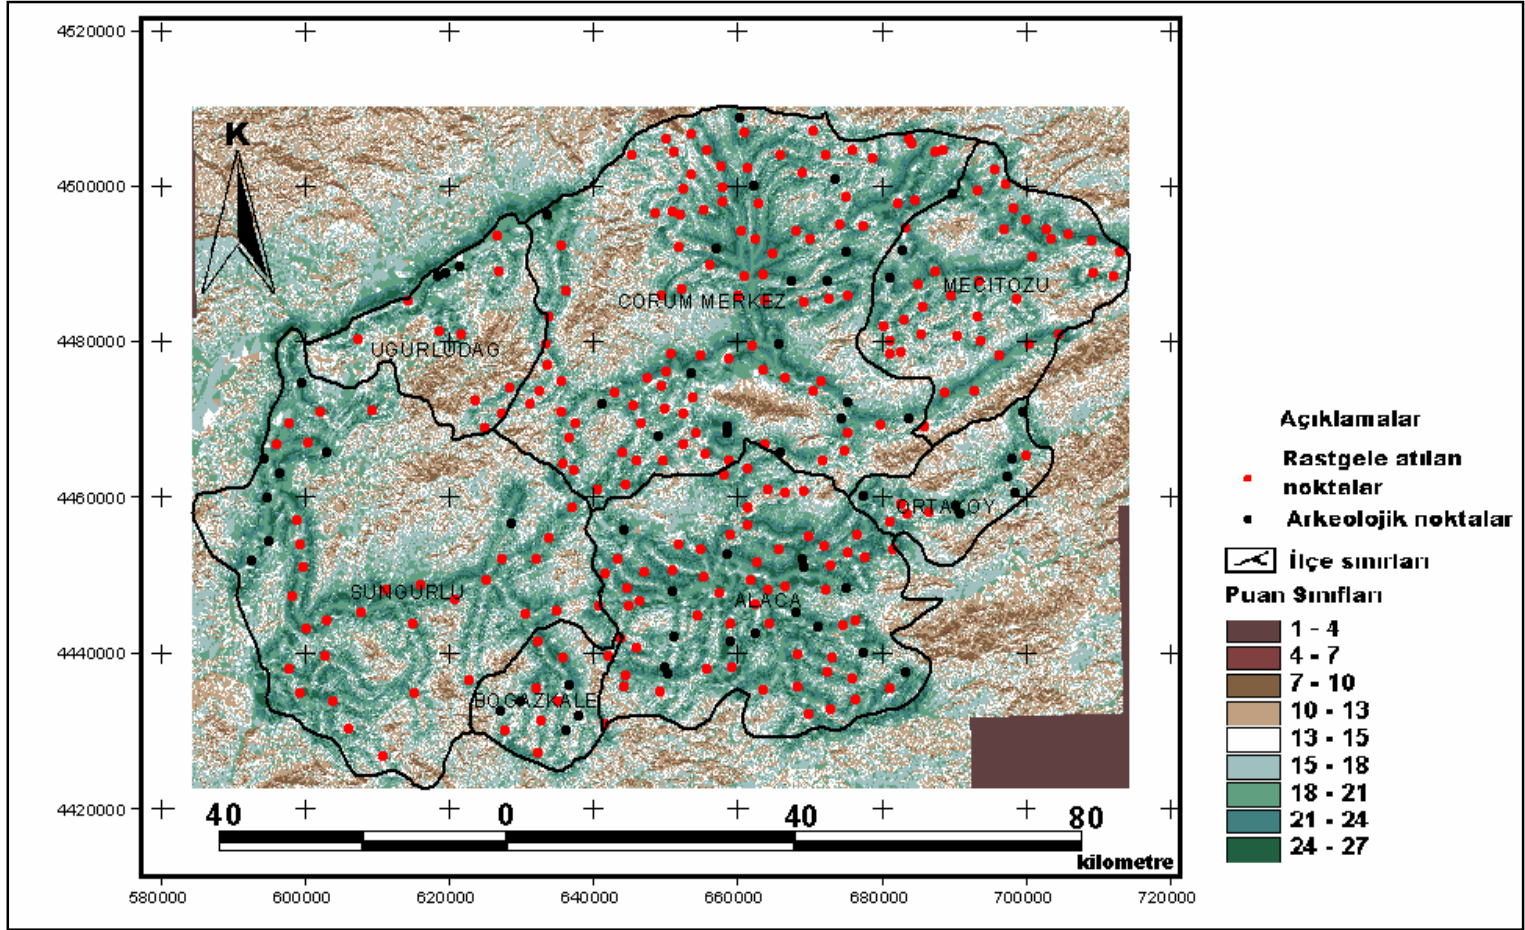 4520000
K
4500000
MECITOZU
ÇORUM MERKEZ
4480000
UGURLUDAG
4460000
ORTAKOY
SUNGURLU
ALACA
4440000
BOGAZKALE
4420000
40 0 40 80
kilometre
580000 600000 620000 640000 660000 680000 700000 720000
Açıklamalar
Rastgele atılan
noktalar
Arkeolojik noktalar
İlçe sınırları
Puan Sınıfları
1 - 4
4 - 7
7 - 10
10 - 13
13 - 15
15 - 18
18 - 21
21 - 24
24 - 27